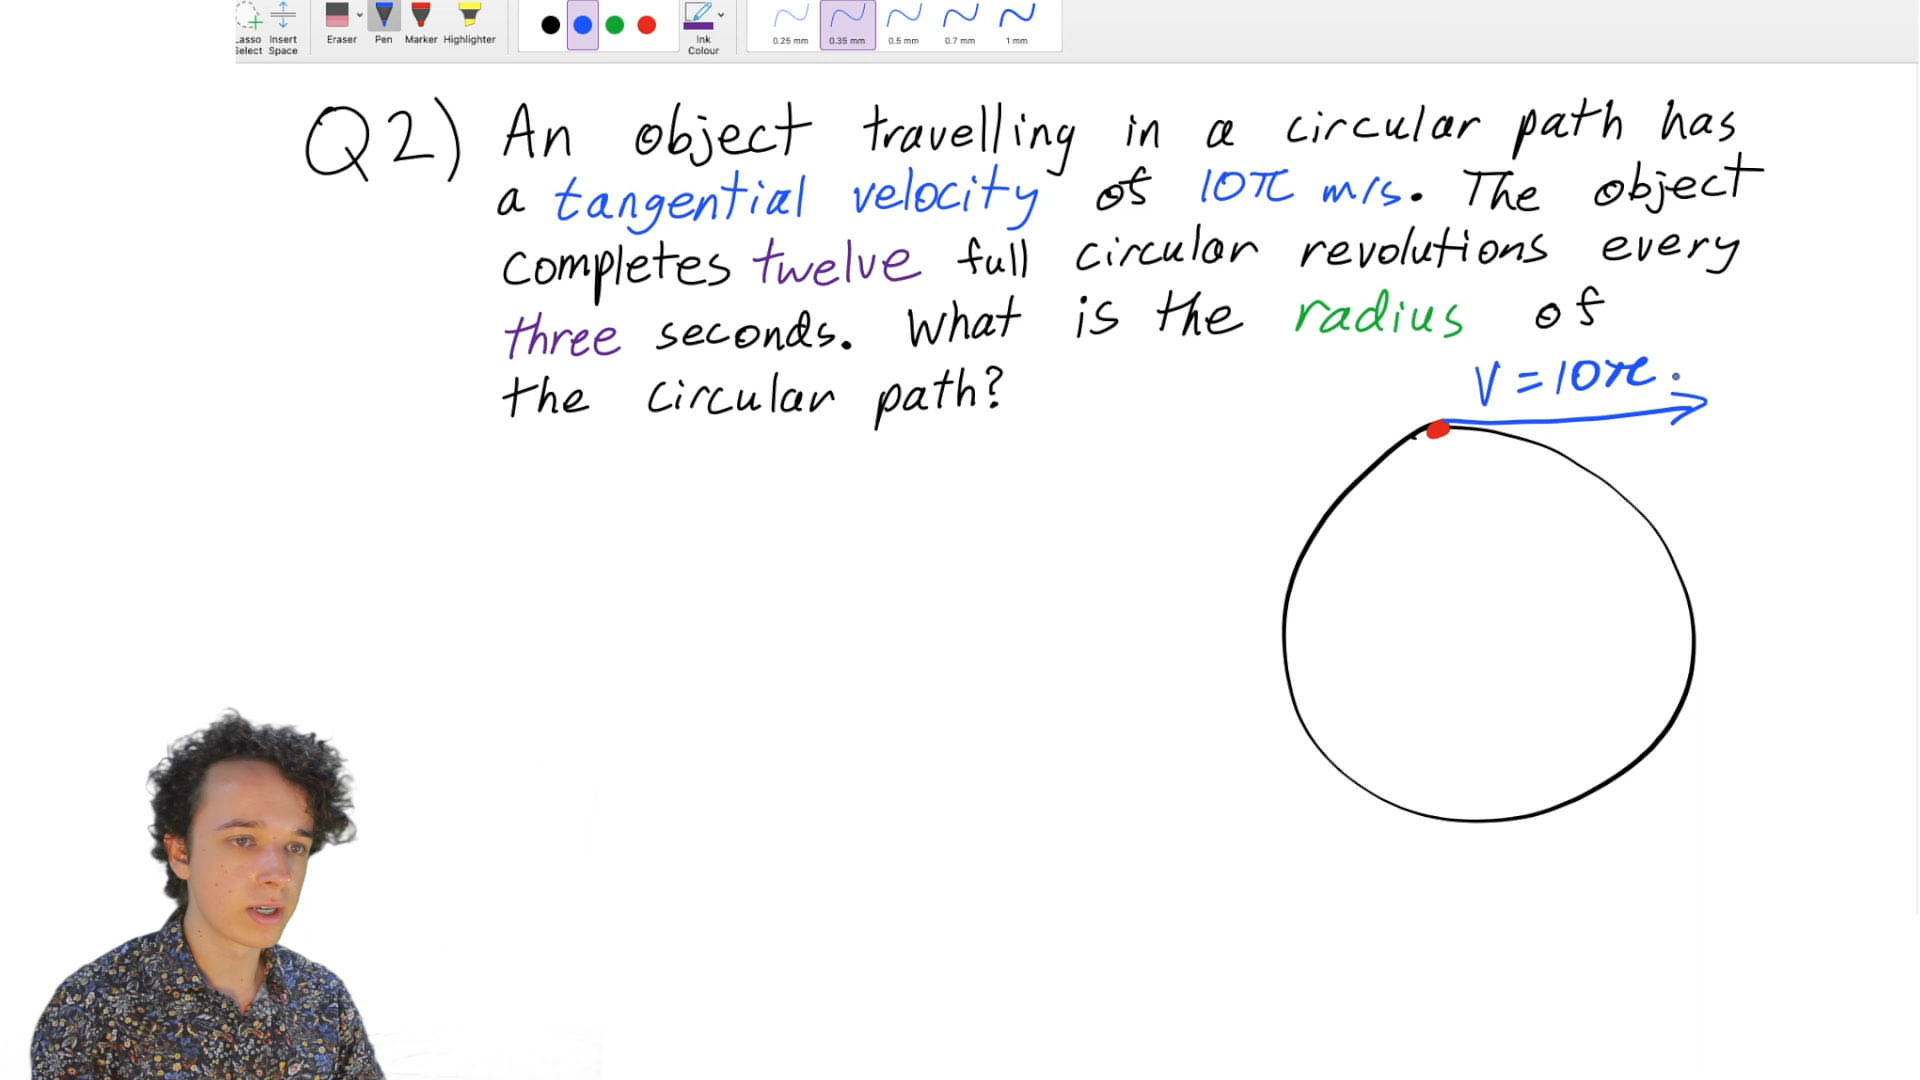 Lasso Select
Insert Space
Eraser
Pen
Marker
Highlighter
Ink Colour
0.25 mm
0.35 mm
0.5 mm
0.7 mm
1 mm
Q2) An object travelling in a circular path has
a tangential velocity of 10π m/s. The object
completes twelve full circular revolutions every
three seconds. What is the radius of
the circular path?
V = 10π.